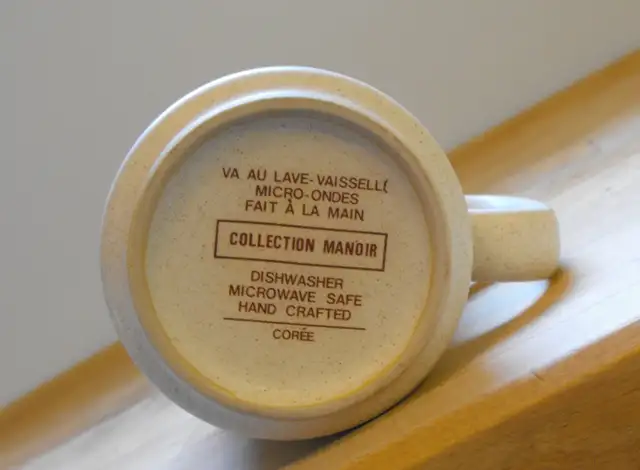 VA AU LAVE-VAISSELLE
MICRO-ONDES
FAIT À LA MAIN
COLLECTION MANOIR
DISHWASHER
MICROWAVE SAFE
HAND CRAFTED
CORÉE